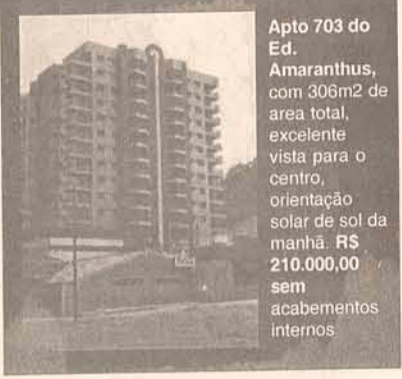 Apto 703 do
Ed.
Amaranthus,
com 306m2 de
area total,
excelente
vista para o
centro,
orientação
solar de sol da
manhã. R$
210.000,00
sem
acabementos
internos